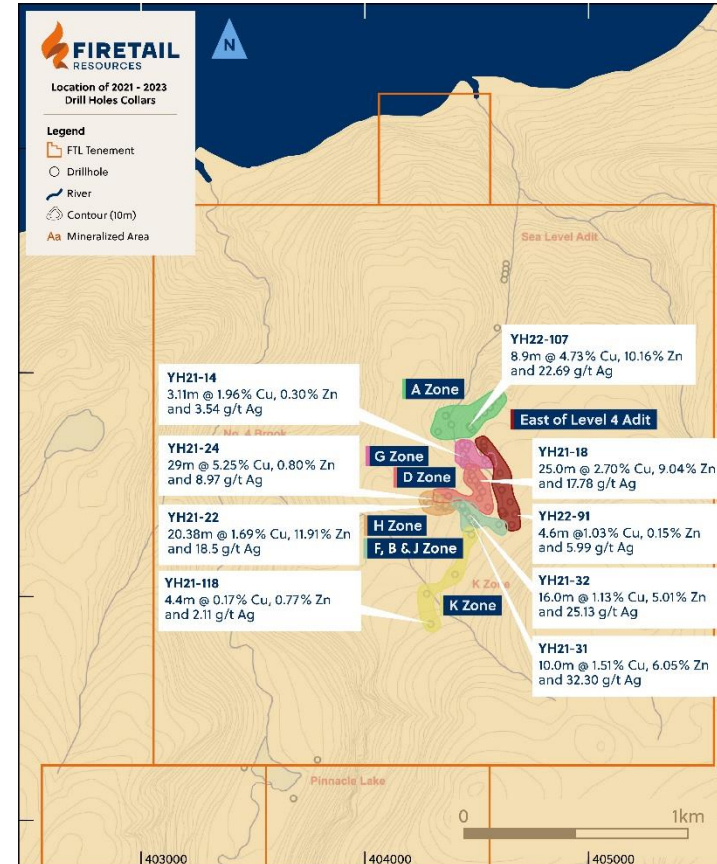 FIRETAIL
RESOURCES
Location of 2021 - 2023
Drill Holes Collars
Legend
FTL Tenement
Drillhole
River
Contour (10m)
Aa Mineralized Area
N
Sea Level Adit
YH22-107
8.9m @ 4.73% Cu, 10.16% Zn
and 22.69 g/t Ag
YH21-14
3.11m @ 1.96% Cu, 0.30% Zn
and 3.54 g/t Ag
A Zone
East of Level 4 Adit
No. 4 Brook
YH21-24
29m @ 5.25% Cu, 0.80% Zn
and 8.97 g/t Ag
G Zone
D Zone
YH21-18
25.0m @ 2.70% Cu, 9.04% Zn
and 17.78 g/t Ag
YH21-22
20.38m @ 1.69% Cu, 11.91% Zn
and 18.5 g/t Ag
H Zone
F, B & J Zone
YH22-91
4.6m @1.03% Cu, 0.15% Zn
and 5.99 g/t Ag
YH21-118
4.4m @ 0.17% Cu, 0.77% Zn
and 2.11 g/t Ag
K Zone
K Zone
YH21-32
16.0m @ 1.13% Cu, 5.01% Zn
and 25.13 g/t Ag
YH21-31
10.0m @ 1.51% Cu, 6.05% Zn
and 32.30 g/t Ag
Pinnacle Lake
0 1km
403000 404000 405000